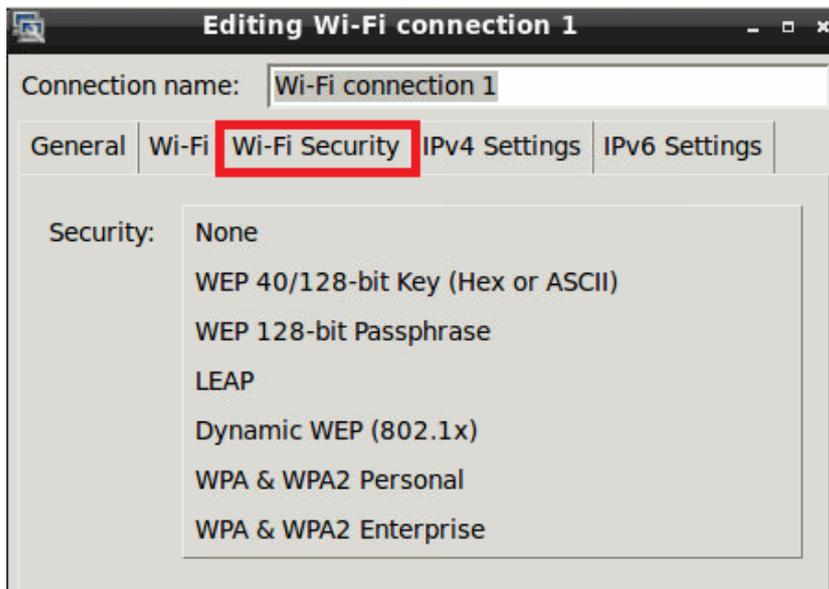 Editing Wi-Fi connection 1
Connection name: Wi-Fi connection 1
General Wi-Fi Wi-Fi Security IPv4 Settings IPv6 Settings
Security: None
WEP 40/128-bit Key (Hex or ASCII)
WEP 128-bit Passphrase
LEAP
Dynamic WEP (802.1x)
WPA & WPA2 Personal
WPA & WPA2 Enterprise